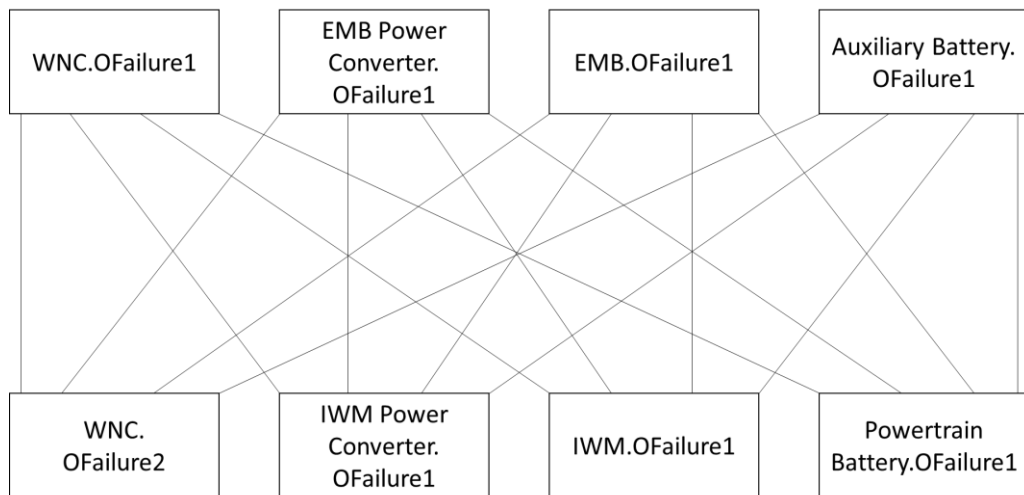 WNC.OFailure1
EMB Power
Converter.
OFailure1
EMB.OFailure1
Auxiliary Battery.
OFailure1
WNC.
OFailure2
IWM Power
Converter.
OFailure1
IWM.OFailure1
Powertrain
Battery.OFailure1